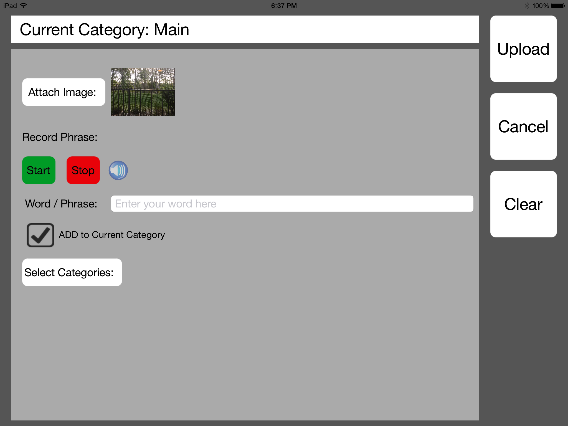 iPad 6:37 PM 100%
Current Category: Main
Upload
Attach Image:
Cancel
Record Phrase:
Start Stop
Word / Phrase: Enter your word here
Clear
ADD to Current Category
Select Categories: